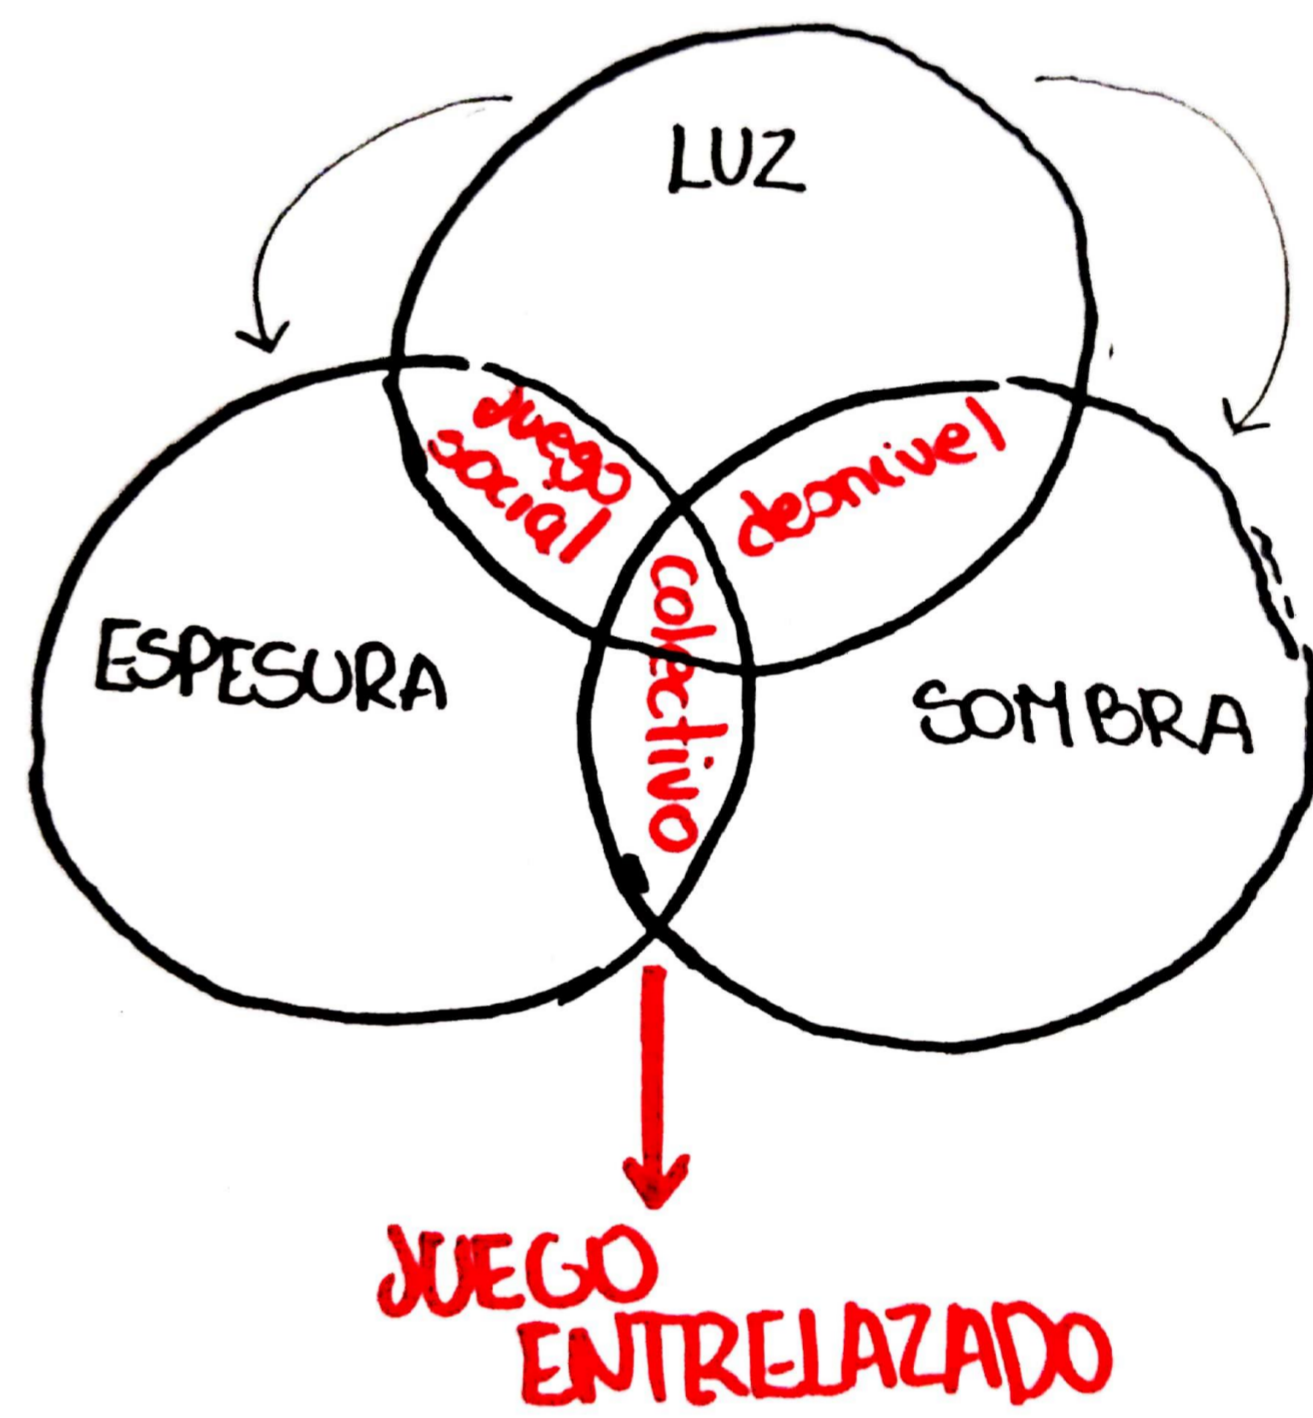 LUZ
Juego
social
desnivel
colectivo
ESPESURA
SOMBRA
JUEGO
ENTRELAZADO